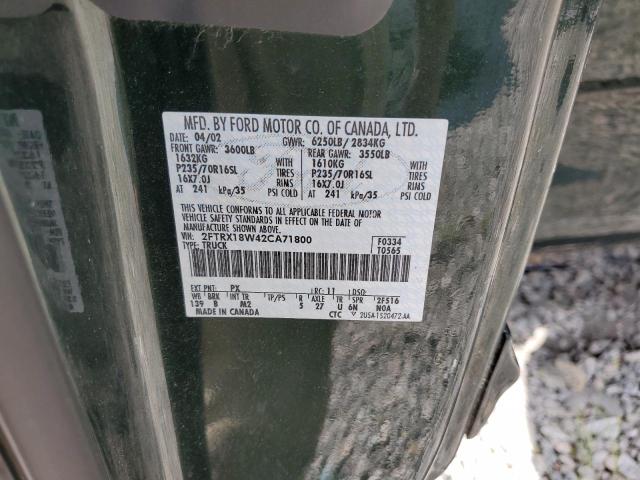 MFD. BY FORD MOTOR CO. OF CANADA, LTD.
DATE: 04/02 GVWR: 6250LB/ 2834KG
FRONT GAWR: 3600LB REAR GAWR: 3550LB
1632KG WITH 1610KG WITH
P235/70R16SL TIRES P235/70R16SL TIRES
16X7.0J RIMS 16X7.0J RIMS
AT 241 kPa/35 PSI COLD AT 241 kPa/35 PSI COLD
THIS VEHICLE CONFORMS TO ALL APPLICABLE FEDERAL MOTOR
VEHICLE SAFETY STANDARDS IN EFFECT ON THE DATE OF
MANUFACTURE SHOWN ABOVE.
VIN: 2FTRX18W42CA71800 F0334
TYPE: TRUCK T0565
EXT PNT: PX RC: 11 DSO:
WB BRK INT TR TP/PS R AXLE TR SPR 2F516
139 B M2 5 27 U 6N N0A
MADE IN CANADA CTC 2U5A-1520472-AA